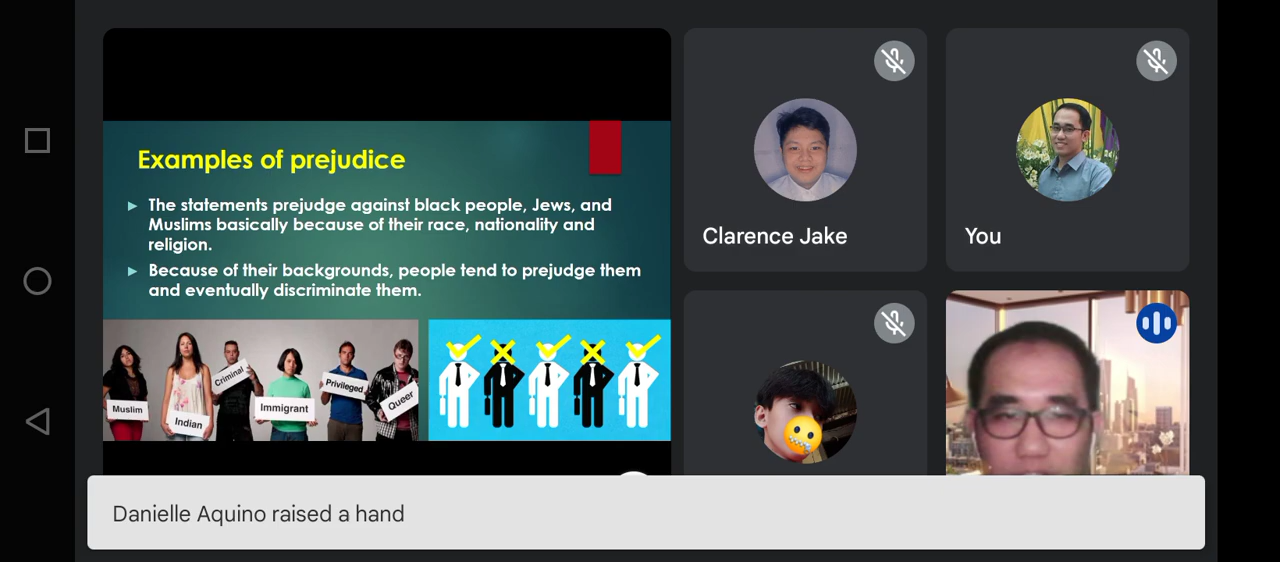 Examples of prejudice
The statements prejudge against black people, Jews, and
Muslims basically because of their race, nationality and
religion.
Because of their backgrounds, people tend to prejudge them
and eventually discriminate them.
Muslim
Indian
Criminal
Immigrant
Privileged
Queer
Clarence Jake
You
Danielle Aquino raised a hand